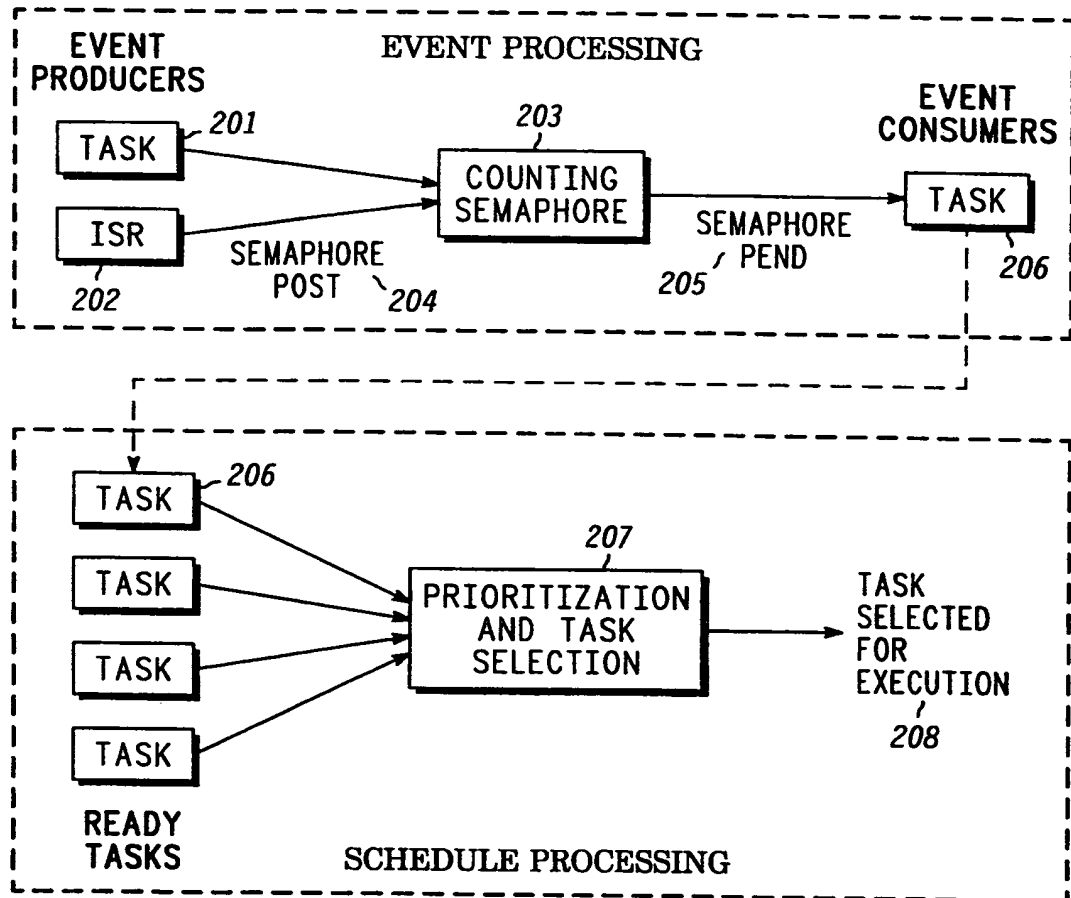 EVENT PROCESSING
EVENT
PRODUCERS
TASK
201
ISR
202
SEMAPHORE
POST
204
203
COUNTING
SEMAPHORE
SEMAPHORE
PEND
205
EVENT
CONSUMERS
TASK
206
TASK
206
TASK
TASK
TASK
READY
TASKS
207
PRIORITIZATION
AND TASK
SELECTION
TASK
SELECTED
FOR
EXECUTION
208
SCHEDULE PROCESSING